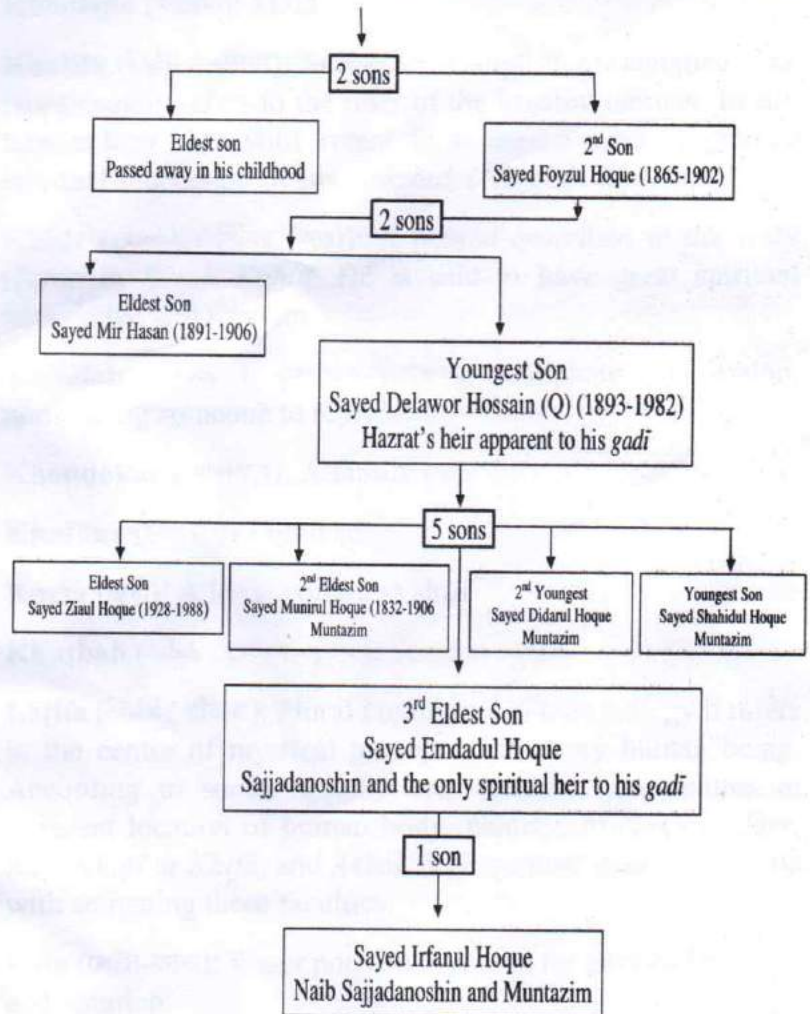 2 sons
Eldest son
Passed away in his childhood
2nd Son
Sayed Foyzul Hoque (1865-1902)
2 sons
Eldest Son
Sayed Mir Hasan (1891-1906)
Youngest Son
Sayed Delawor Hossain (Q) (1893-1982)
Hazrat's heir apparent to his gadī
5 sons
Eldest Son
Sayed Ziaul Hoque (1928-1988)
2nd Eldest Son
Sayed Munirul Hoque (1832-1906
Muntazim
2nd Youngest
Sayed Didarul Hoque
Muntazim
Youngest Son
Sayed Shahidul Hoque
Muntazim
3rd Eldest Son
Sayed Emdadul Hoque
Sajjadanoshin and the only spiritual heir to his gadī
1 son
Sayed Irfanul Hoque
Naib Sajjadanoshin and Muntazim